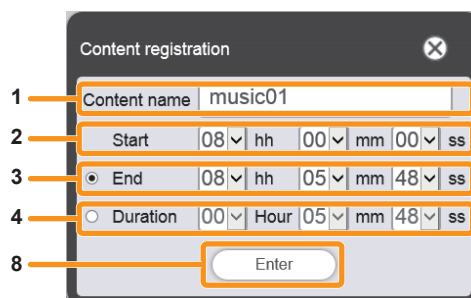 Content registration
1 Content name music01
2 Start 08 hh 00 mm 00 ss
3 End 08 hh 05 mm 48 ss
4 Duration 00 Hour 05 mm 48 ss
8 Enter